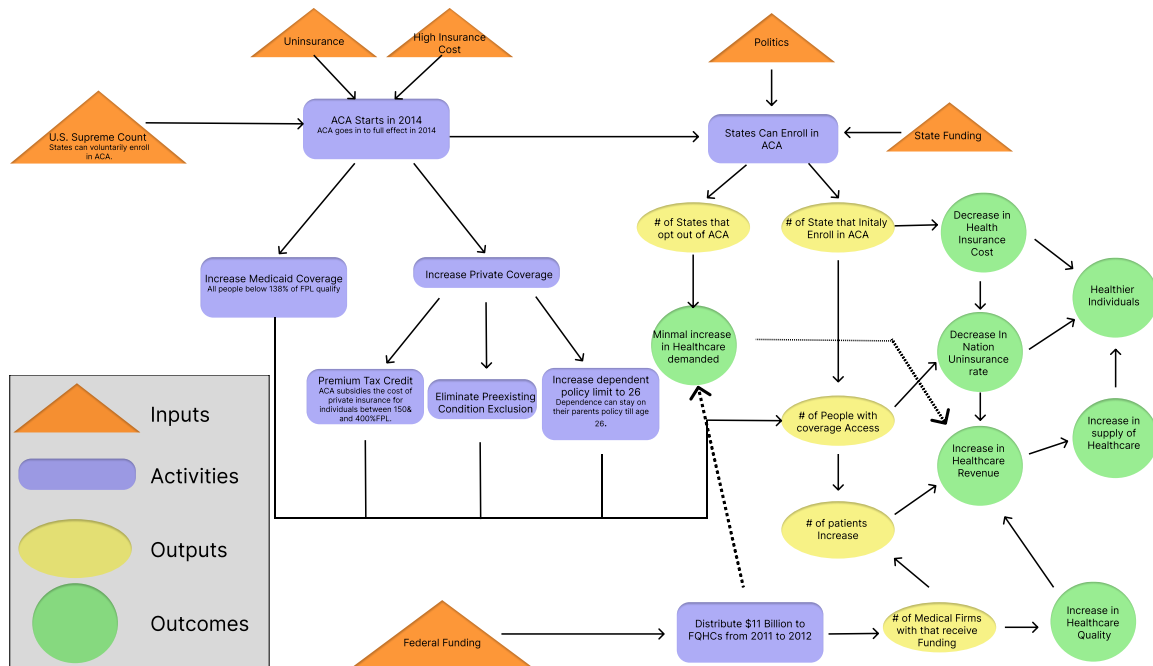 Uninsurance
High Insurance
Cost
Politics
U.S. Supreme Count
States can voluntarily enroll
in ACA.
ACA Starts in 2014
ACA goes in to full effect in 2014
States Can Enroll in
ACA
State Funding
# of States that
opt out of ACA
# of State that Initaly
Enroll in ACA
Decrease in
Health
Insurance
Cost
Increase Medicaid Coverage
All people below 138% of FPL qualify
Increase Private Coverage
Healthier
Individuals
Minmal increase
in Healthcare
demanded
Decrease In
Nation
Uninsurance
rate
Premium Tax Credit
ACA subsidies the cost of
private insurance for
individuals between 150&
and 400%FPL.
Eliminate Preexisting
Condition Exclusion
Increase dependent
policy limit to 26
Dependence can stay on
their parents policy till age
26.
# of People with
coverage Access
Increase in
supply of
Healthcare
Increase in
Healthcare
Revenue
Inputs
Activities
Outputs
Outcomes
# of patients
Increase
Federal Funding
Distribute $11 Billion to
FQHCs from 2011 to 2012
# of Medical Firms
with that receive
Funding
Increase in
Healthcare
Quality